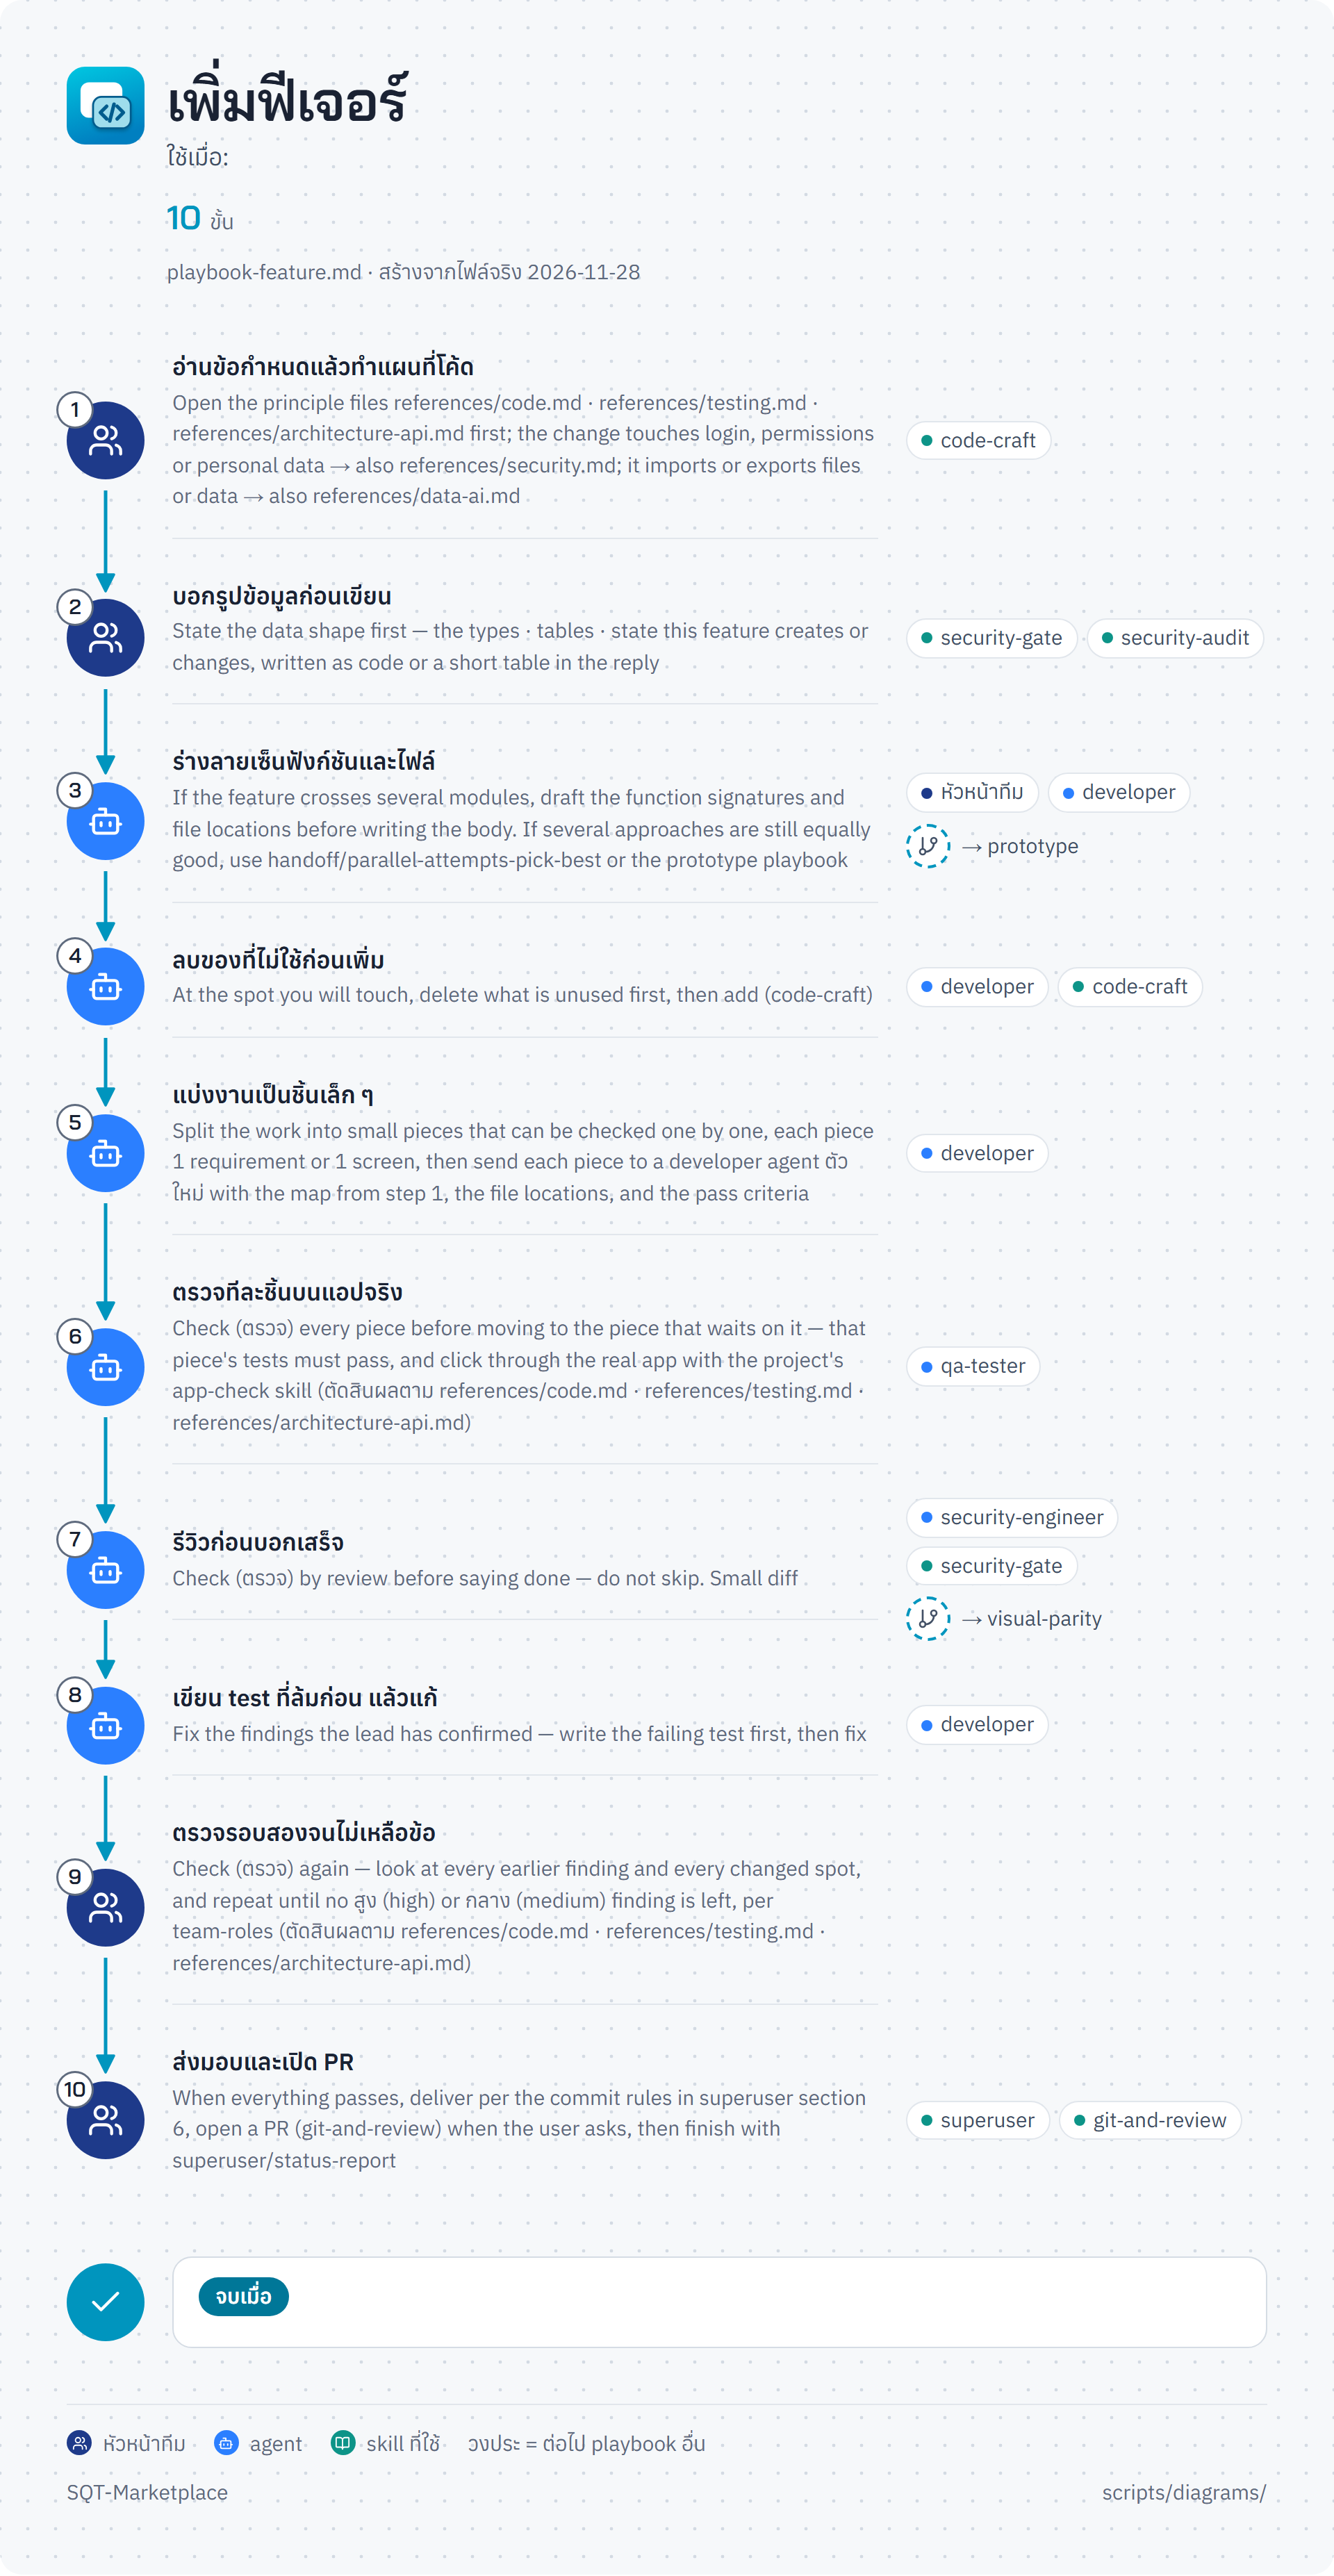 เพิ่มฟีเจอร์
ใช้เมื่อ:
10 ขั้น
playbook-feature.md · สร้างจากไฟล์จริง 2026-11-28
อ่านข้อกำหนดแล้วทำแผนที่โค้ด
1
Open the principle files references/code.md · references/testing.md ·
references/architecture-api.md first; the change touches login, permissions
or personal data → also references/security.md; it imports or exports files
or data → also references/data-ai.md
code-craft
บอกรูปข้อมูลก่อนเขียน
2
State the data shape first — the types · tables · state this feature creates or
changes, written as code or a short table in the reply
security-gate security-audit
ร่างลายเซ็นฟังก์ชันและไฟล์
3
If the feature crosses several modules, draft the function signatures and
file locations before writing the body. If several approaches are still equally
good, use handoff/parallel-attempts-pick-best or the prototype playbook
หัวหน้าทีม developer
→ prototype
ลบของที่ไม่ใช้ก่อนเพิ่ม
4
At the spot you will touch, delete what is unused first, then add (code-craft)
developer code-craft
แบ่งงานเป็นชิ้นเล็ก ๆ
5
Split the work into small pieces that can be checked one by one, each piece
1 requirement or 1 screen, then send each piece to a developer agent ตัว
ใหม่ with the map from step 1, the file locations, and the pass criteria
developer
ตรวจทีละชิ้นบนแอปจริง
6
Check (ตรวจ) every piece before moving to the piece that waits on it — that
piece's tests must pass, and click through the real app with the project's
app-check skill (ตัดสินผลตาม references/code.md · references/testing.md ·
references/architecture-api.md)
qa-tester
รีวิวก่อนบอกเสร็จ
7
Check (ตรวจ) by review before saying done — do not skip. Small diff
security-engineer
security-gate
→ visual-parity
เขียน test ที่ล้มก่อน แล้วแก้
8
Fix the findings the lead has confirmed — write the failing test first, then fix
developer
ตรวจรอบสองจนไม่เหลือข้อ
9
Check (ตรวจ) again — look at every earlier finding and every changed spot,
and repeat until no สูง (high) or กลาง (medium) finding is left, per
team-roles (ตัดสินผลตาม references/code.md · references/testing.md ·
references/architecture-api.md)
ส่งมอบและเปิด PR
10
When everything passes, deliver per the commit rules in superuser section
6, open a PR (git-and-review) when the user asks, then finish with
superuser/status-report
superuser git-and-review
จบเมื่อ
หัวหน้าทีม agent skill ที่ใช้ วงประ = ต่อไป playbook อื่น
SQT-Marketplace scripts/diagrams/